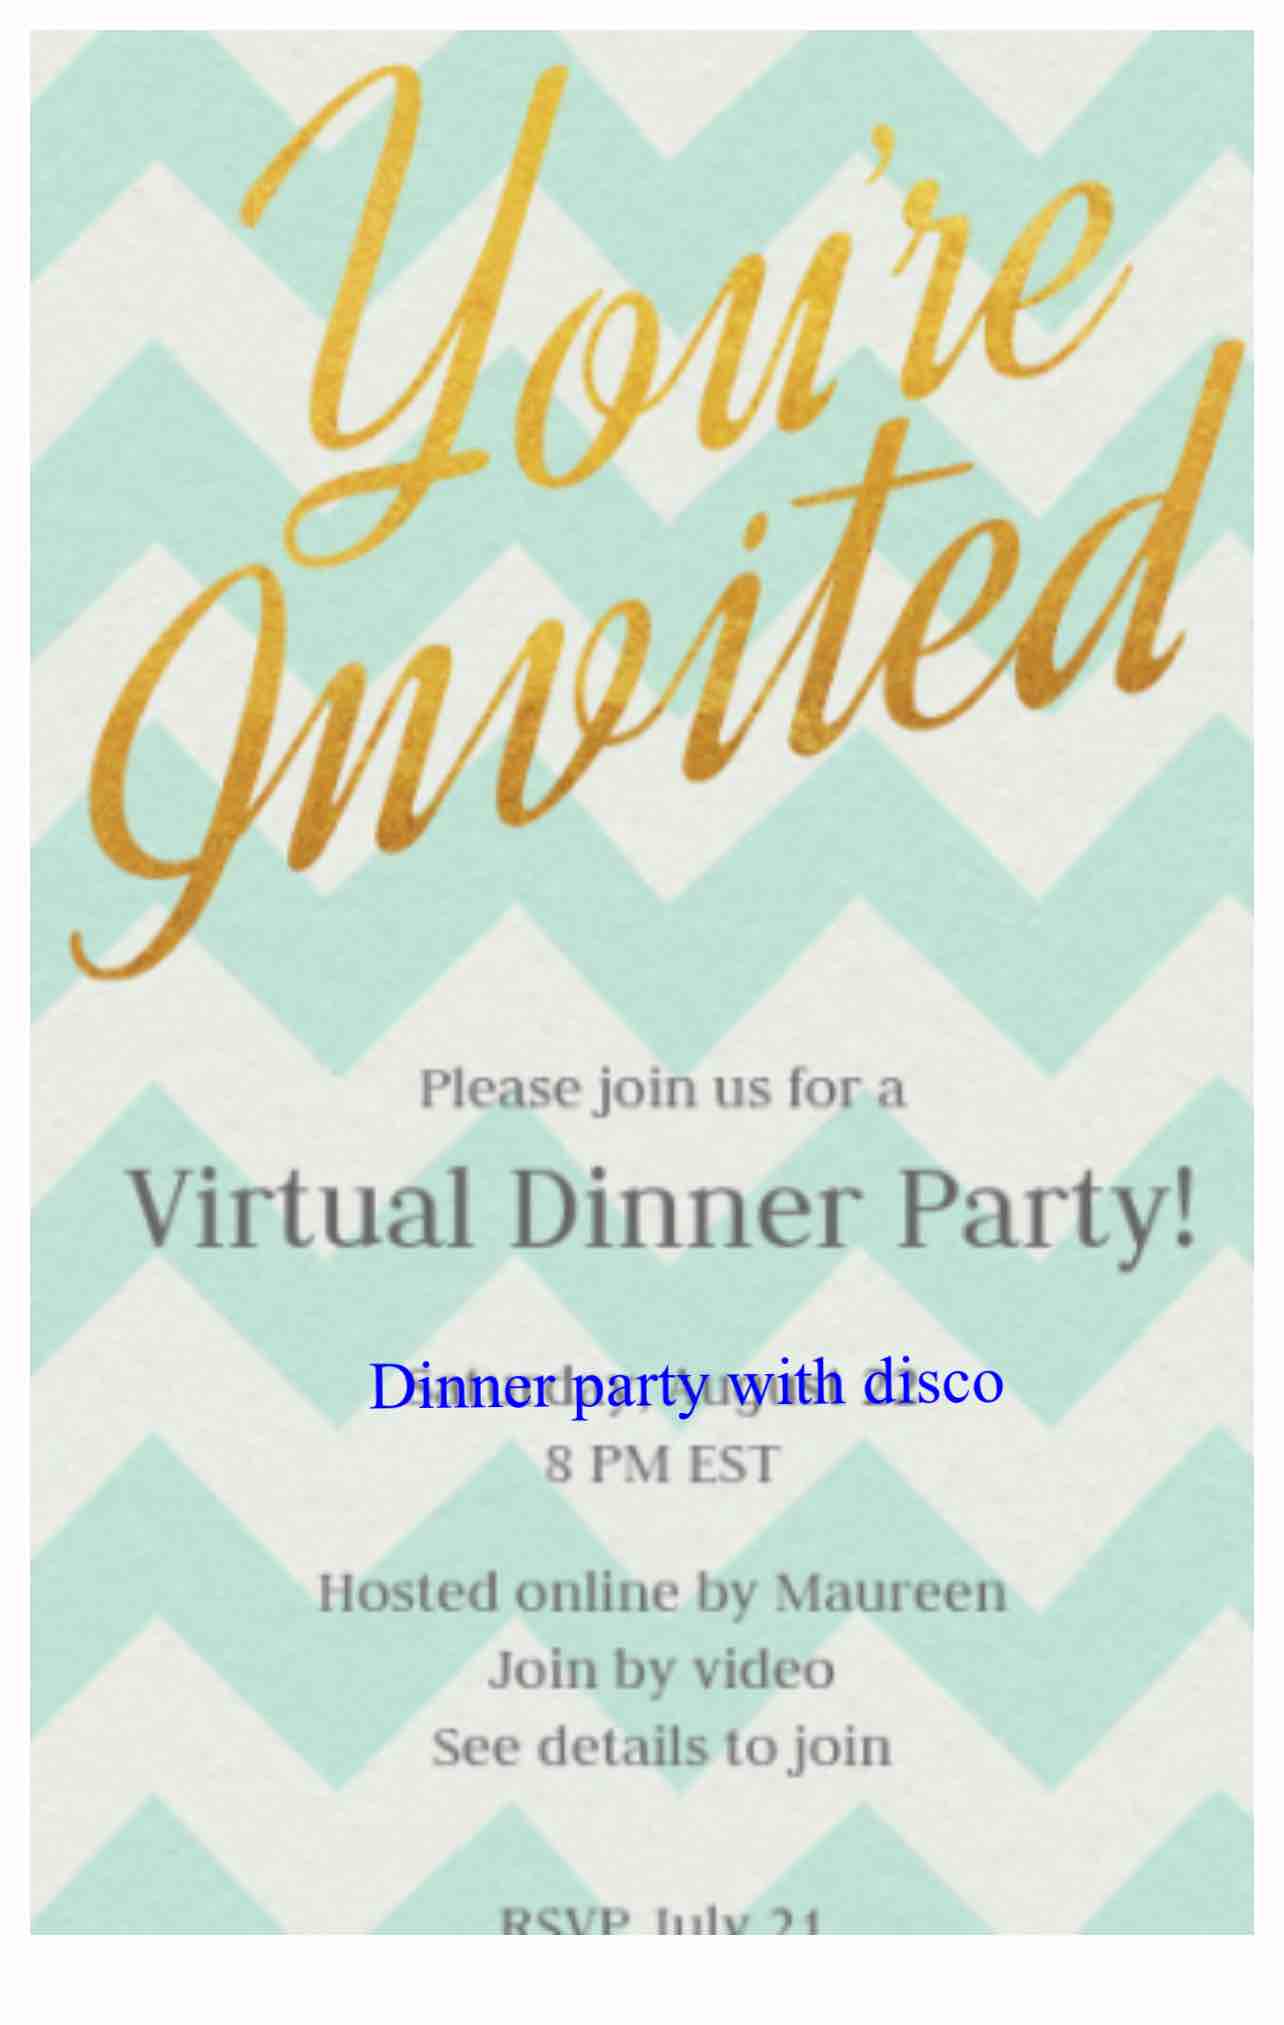 You're
Invited
Please join us for a
Virtual Dinner Party!
Dinner party with disco
8 PM EST
Hosted online by Maureen
Join by video
See details to join
RSVP July 21